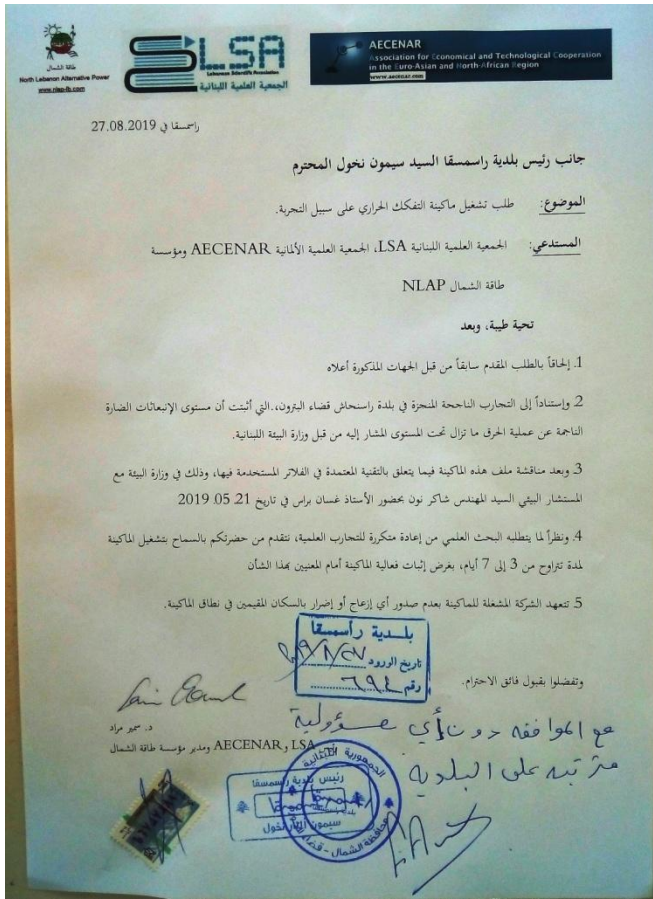 طاقة الشمال
North Lebanon Alternative Power
www.nlap-lb.com
LSA
Lebanese Scientific Association
الجمعية العلمية اللبنانية
AECENAR
Association for Economical and Technological Cooperation
in the Euro-Asian and North-African Region
www.aecenar.com
راسمسقا في 27.08.2019
جانب رئيس بلدية راسمسقا السيد سيمون نخول المحترم
الموضوع: طلب تشغيل ماكينة التفكك الحراري على سبيل التجربة.
المستدعي: الجمعية العلمية اللبنانية LSA، الجمعية العلمية الألمانية AECENAR ومؤسسة
طاقة الشمال NLAP
تحية طيبة، وبعد
1. إلحاقاً بالطلب المقدم سابقاً من قبل الجهات المذكورة أعلاه
2. وإستناداً إلى التجارب الناجحة المنجزة في بلدة راسنحاش قضاء البترون،.التي أثبتت أن مستوى الإنبعاثات الضارة
الناجمة عن عملية الحرق ما تزال تحت المستوى المشار إليه من قبل وزارة البيئة اللبنانية.
3. وبعد مناقشة ملف هذه الماكينة فيما يتعلق بالتقنية المعتمدة في الفلاتر المستخدمة فيها، وذلك في وزارة البيئة مع
المستشار البيئي السيد المهندس شاكر نون بحضور الأستاذ غسان براس في تاريخ 21 05 2019
4. ونظراً لما يتطلبه البحث العلمي من إعادة متكررة للتجارب العلمية، نتقدم من حضرتكم بالسماح بتشغيل الماكينة
لمدة تتراوح من 3 إلى 7 أيام، بغرض إثبات فعالية الماكينة أمام المعنيين بهذا الشأن
5. تتعهد الشركة المشغلة للماكينة بعدم صدور أي إزعاج أو إضرار بالسكان المقيمين في نطاق الماكينة.
بلدية رأسمسقا
تاريخ الورود
رقم ٦٩٤
وتفضلوا بقبول فائق الاحترام.
مع الموافقة دون أي مسؤولية
مترتبة على البلدية
د. سمير مراد
LSA و AECENAR ومدير مؤسسة طاقة الشمال
الجمهورية اللبنانية
محافظة الشمال -
رئيس بلدية رأسمسقا
سيمون نخول